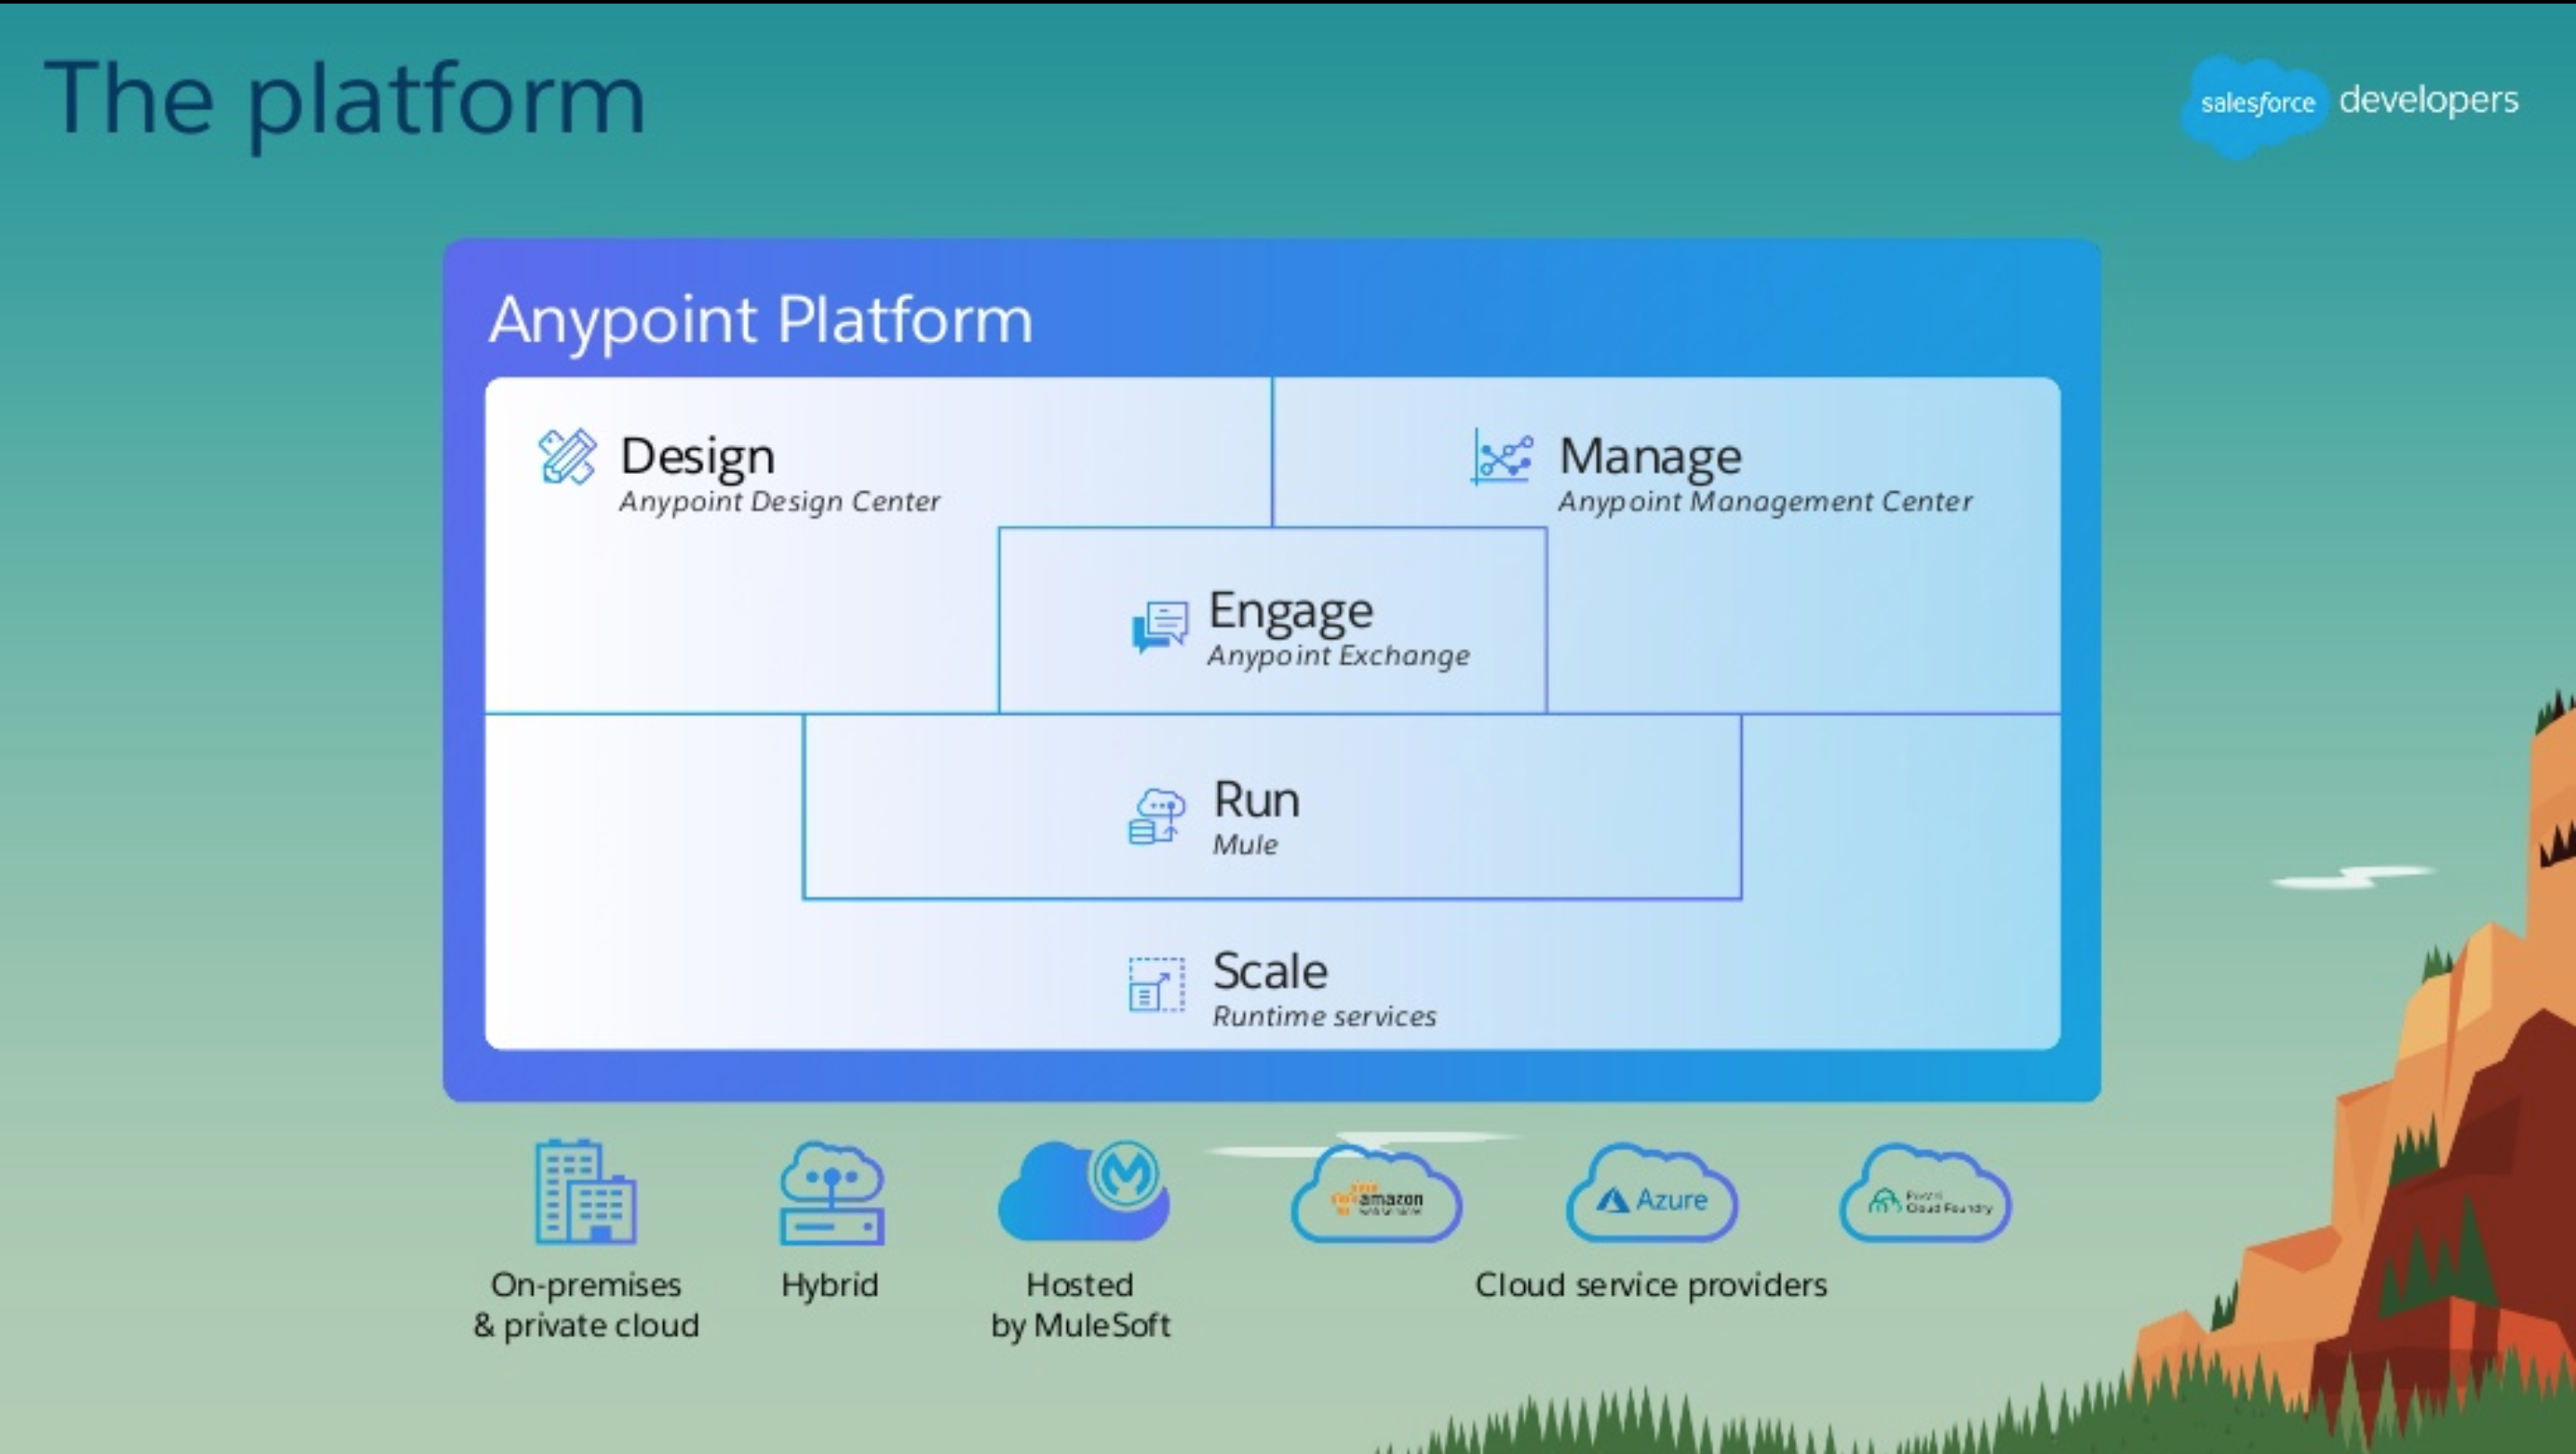 The platform
salesforce developers
Anypoint Platform
Design
Anypoint Design Center
Manage
Anypoint Management Center
Engage
Anypoint Exchange
Run
Mule
Scale
Runtime services
amazon
web services
Azure
Pivotal
Cloud Foundry
On-premises
& private cloud
Hybrid
Hosted
by MuleSoft
Cloud service providers